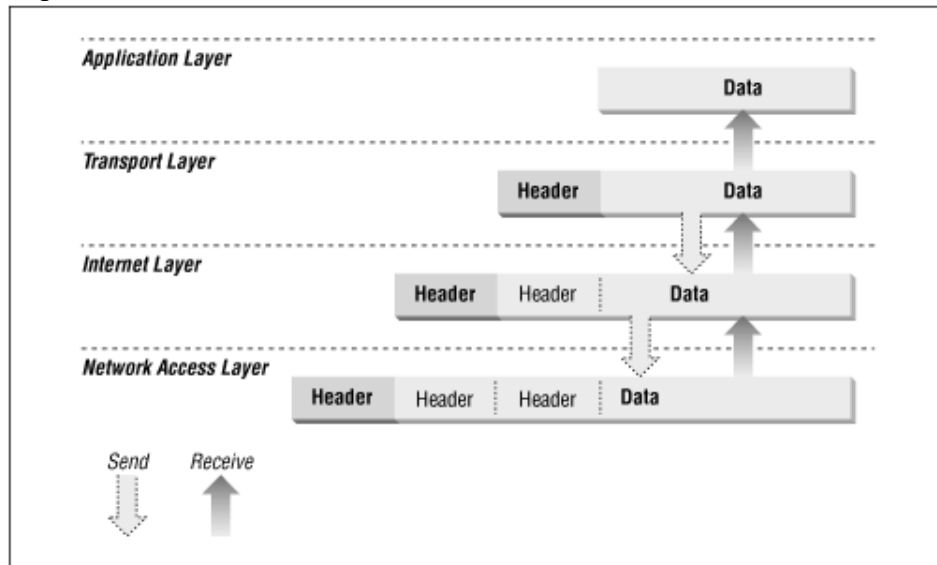 Application Layer
Data
Transport Layer
Header Data
Internet Layer
Header Header Data
Network Access Layer
Header Header Header Data
Send Receive